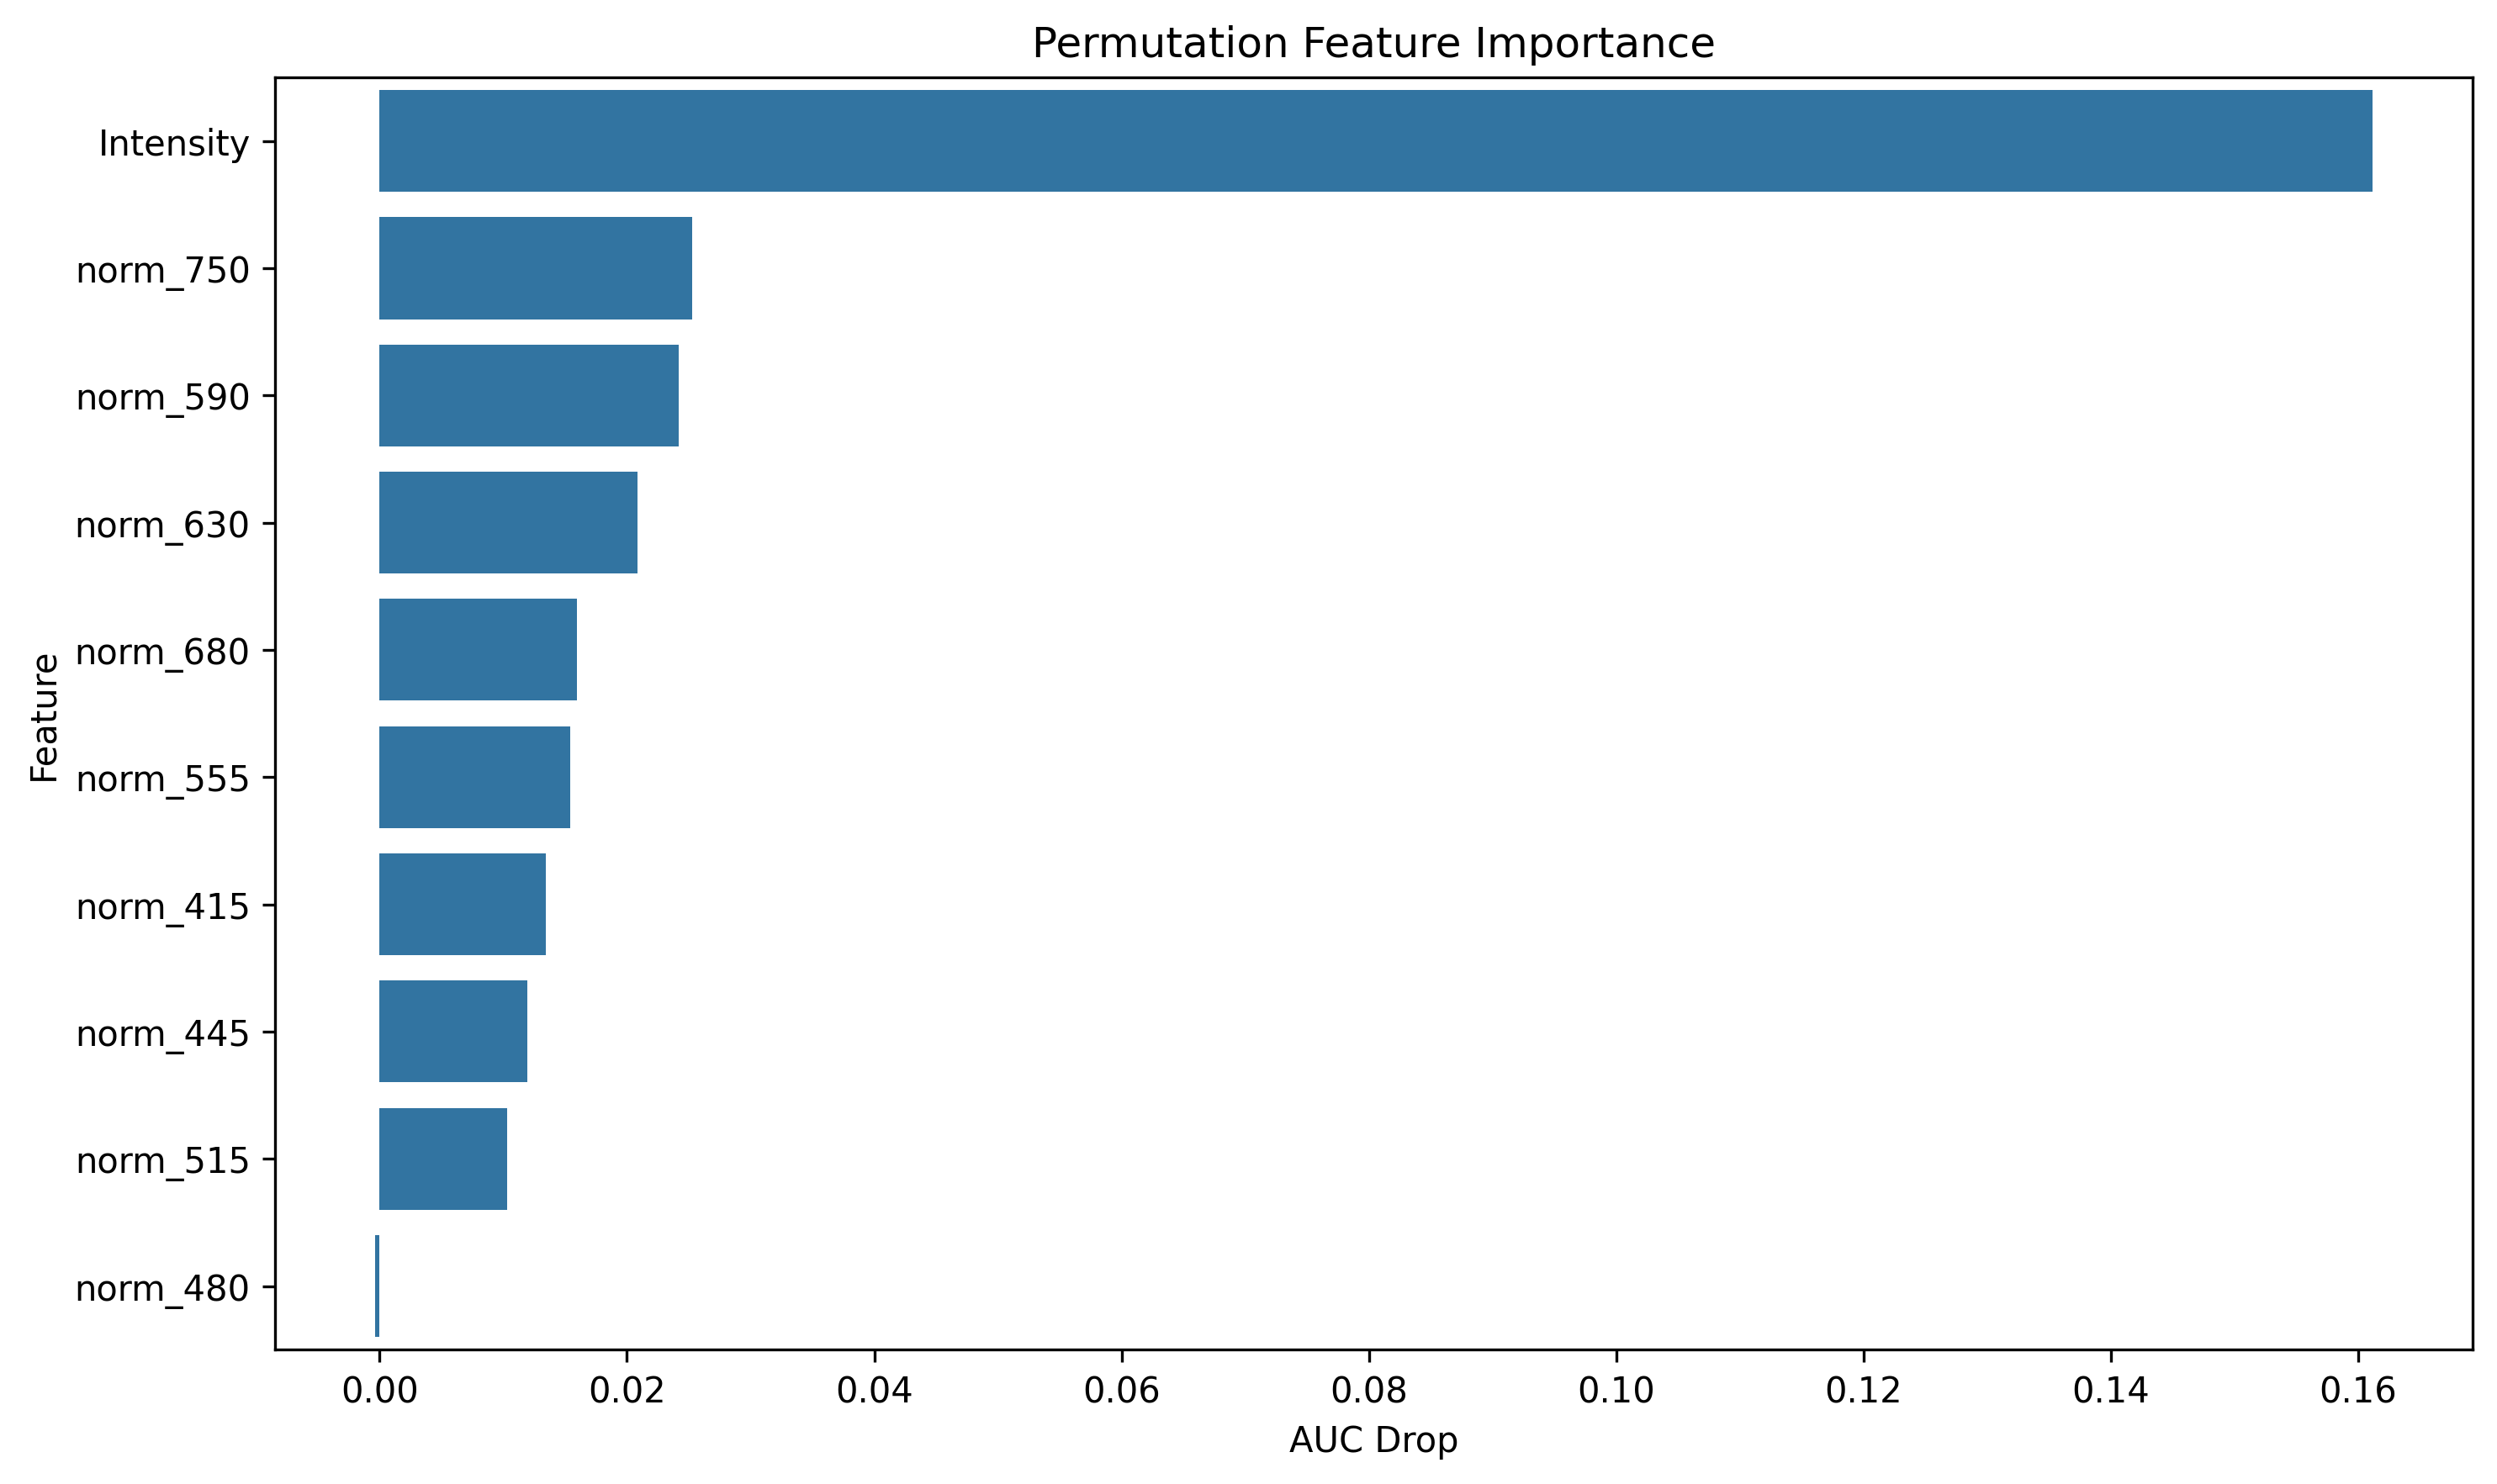 Permutation Feature Importance
Feature
Intensity
norm_750
norm_590
norm_630
norm_680
norm_555
norm_415
norm_445
norm_515
norm_480
0.00 0.02 0.04 0.06 0.08 0.10 0.12 0.14 0.16
AUC Drop